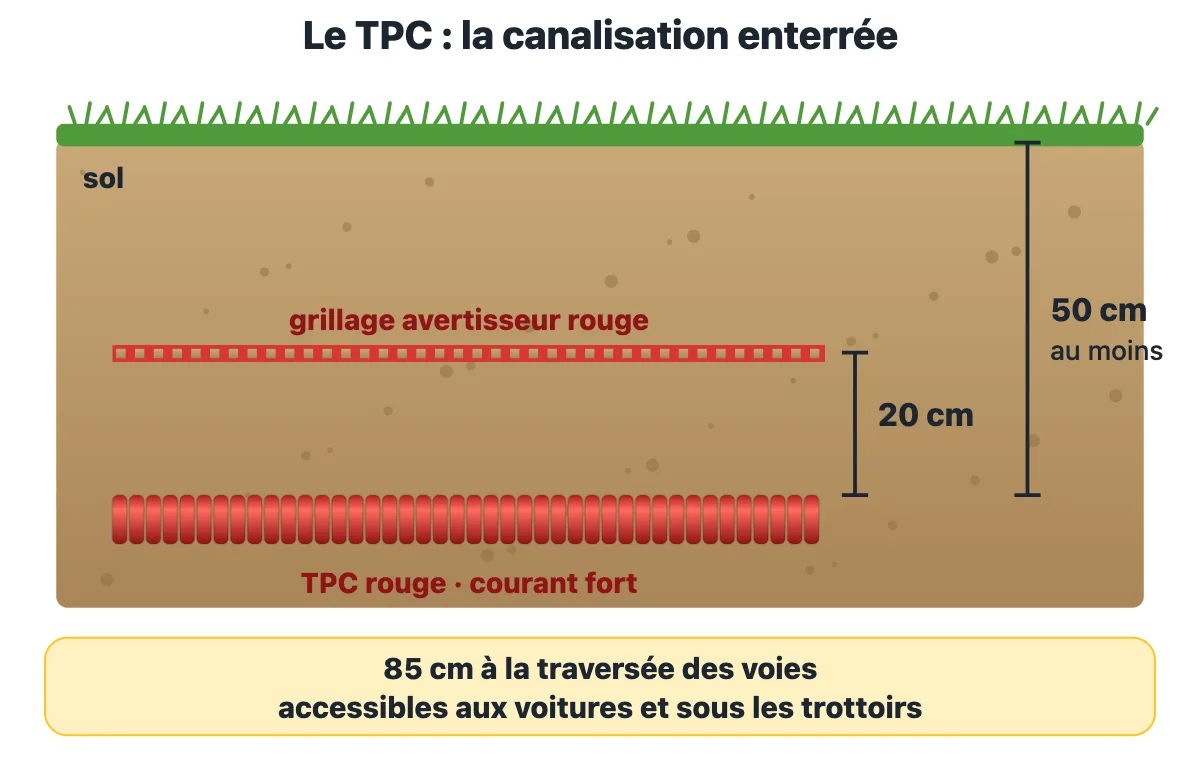 Le TPC : la canalisation enterrée
sol
grillage avertisseur rouge
50 cm
au moins
20 cm
TPC rouge · courant fort
85 cm à la traversée des voies
accessibles aux voitures et sous les trottoirs